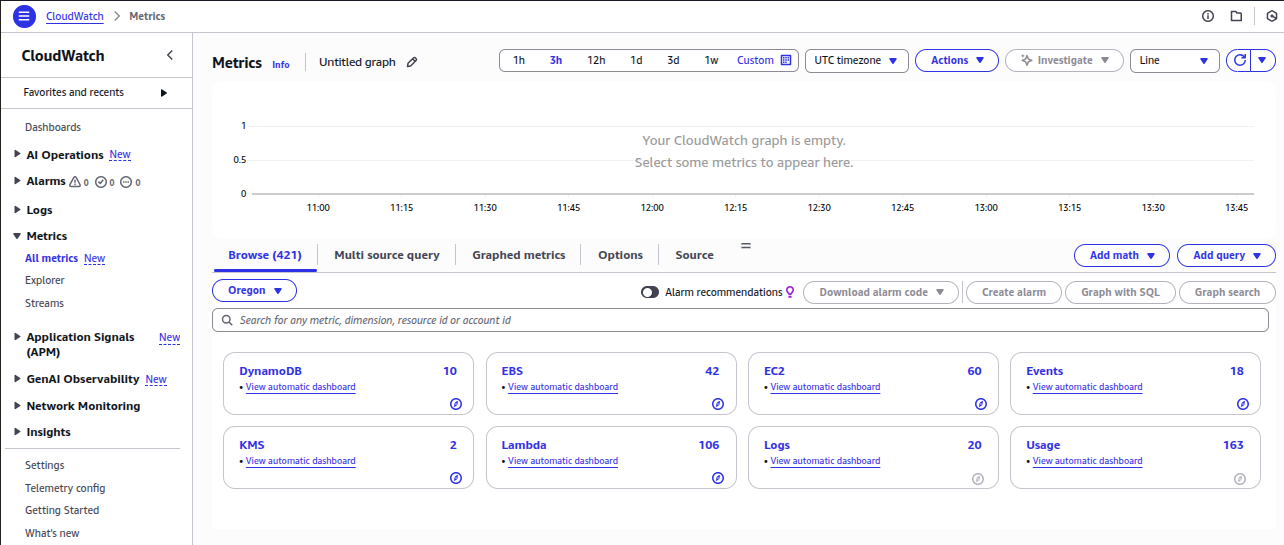 CloudWatch > Metrics
CloudWatch
Favorites and recents
Dashboards
AI Operations New
Alarms 0 0 0
Logs
Metrics
All metrics New
Explorer
Streams
Application Signals (APM) New
GenAI Observability New
Network Monitoring
Insights
Settings
Telemetry config
Getting Started
What's new
Metrics Info Untitled graph
1h 3h 12h 1d 3d 1w Custom UTC timezone Actions Investigate Line
1
0.5
0
Your CloudWatch graph is empty.
Select some metrics to appear here.
11:00 11:15 11:30 11:45 12:00 12:15 12:30 12:45 13:00 13:15 13:30 13:45
Browse (421) Multi source query Graphed metrics Options Source Add math Add query
Oregon Alarm recommendations Download alarm code Create alarm Graph with SQL Graph search
Search for any metric, dimension, resource id or account id
DynamoDB 10
• View automatic dashboard
EBS 42
• View automatic dashboard
EC2 60
• View automatic dashboard
Events 18
• View automatic dashboard
KMS 2
• View automatic dashboard
Lambda 106
• View automatic dashboard
Logs 20
• View automatic dashboard
Usage 163
• View automatic dashboard